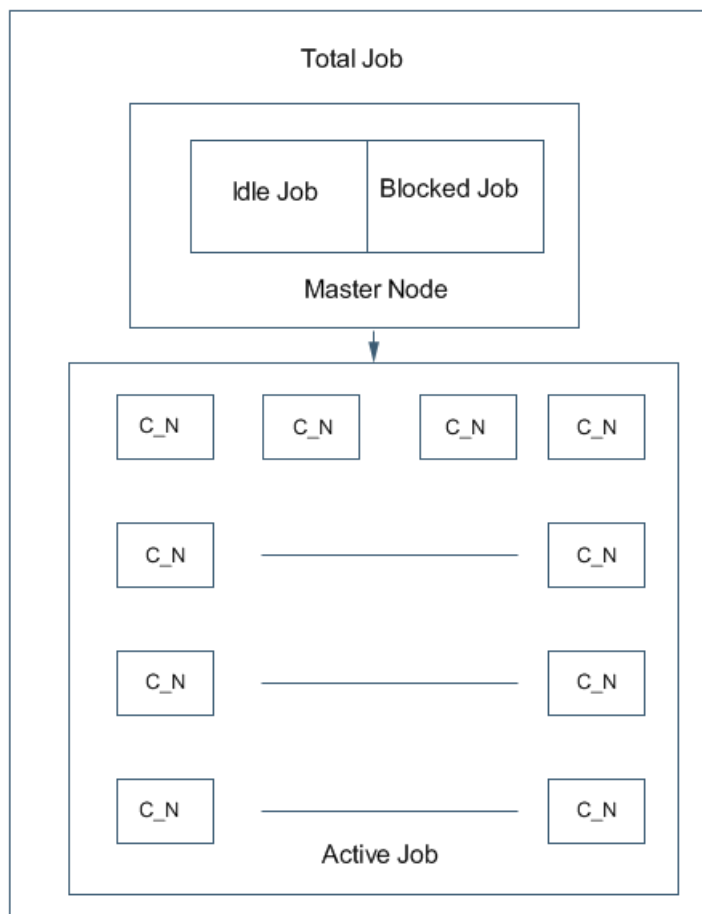 Total Job
Idle Job Blocked Job
Master Node
C_N C_N C_N C_N
C_N C_N
C_N C_N
C_N C_N
Active Job